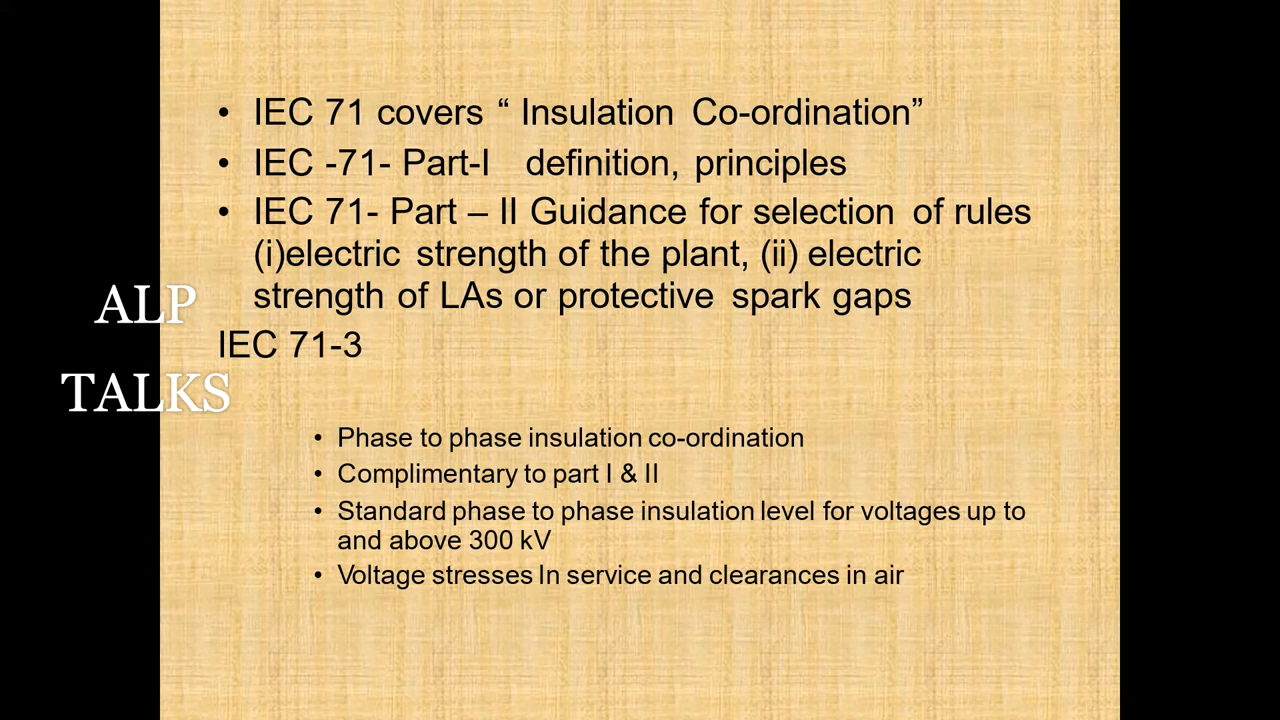 • IEC 71 covers “ Insulation Co-ordination”
• IEC -71- Part-I definition, principles
• IEC 71- Part – II Guidance for selection of rules
(i)electric strength of the plant, (ii) electric
strength of LAs or protective spark gaps
IEC 71-3
ALP
TALKS
• Phase to phase insulation co-ordination
• Complimentary to part I & II
• Standard phase to phase insulation level for voltages up to
and above 300 kV
• Voltage stresses In service and clearances in air